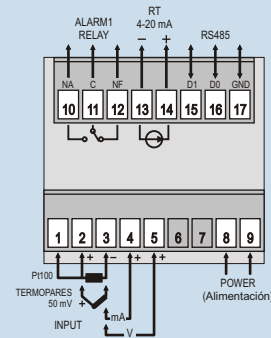 ALARM1 RT RS485
RELAY 4-20 mA
− +
NA C NF D1 D0 GND
10 11 12 13 14 15 16 17
1 2 3 4 5 6 7 8 9
+ − + +
Pt100
TERMOPARES
50 mV +
mA
V
INPUT
POWER
(Alimentación)